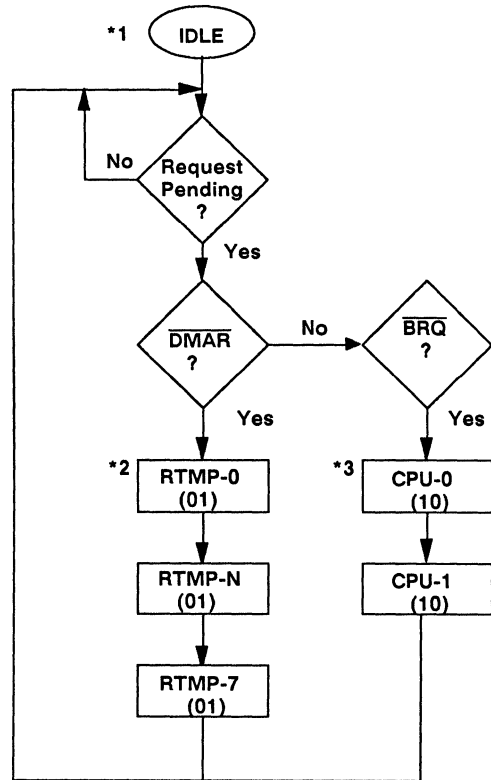 *1 IDLE
No
Request
Pending
?
Yes
DMAR
?
No
BRQ
?
Yes
Yes
*2 RTMP-0
(01)
*3 CPU-0
(10)
RTMP-N
(01)
CPU-1
(10)
RTMP-7
(01)